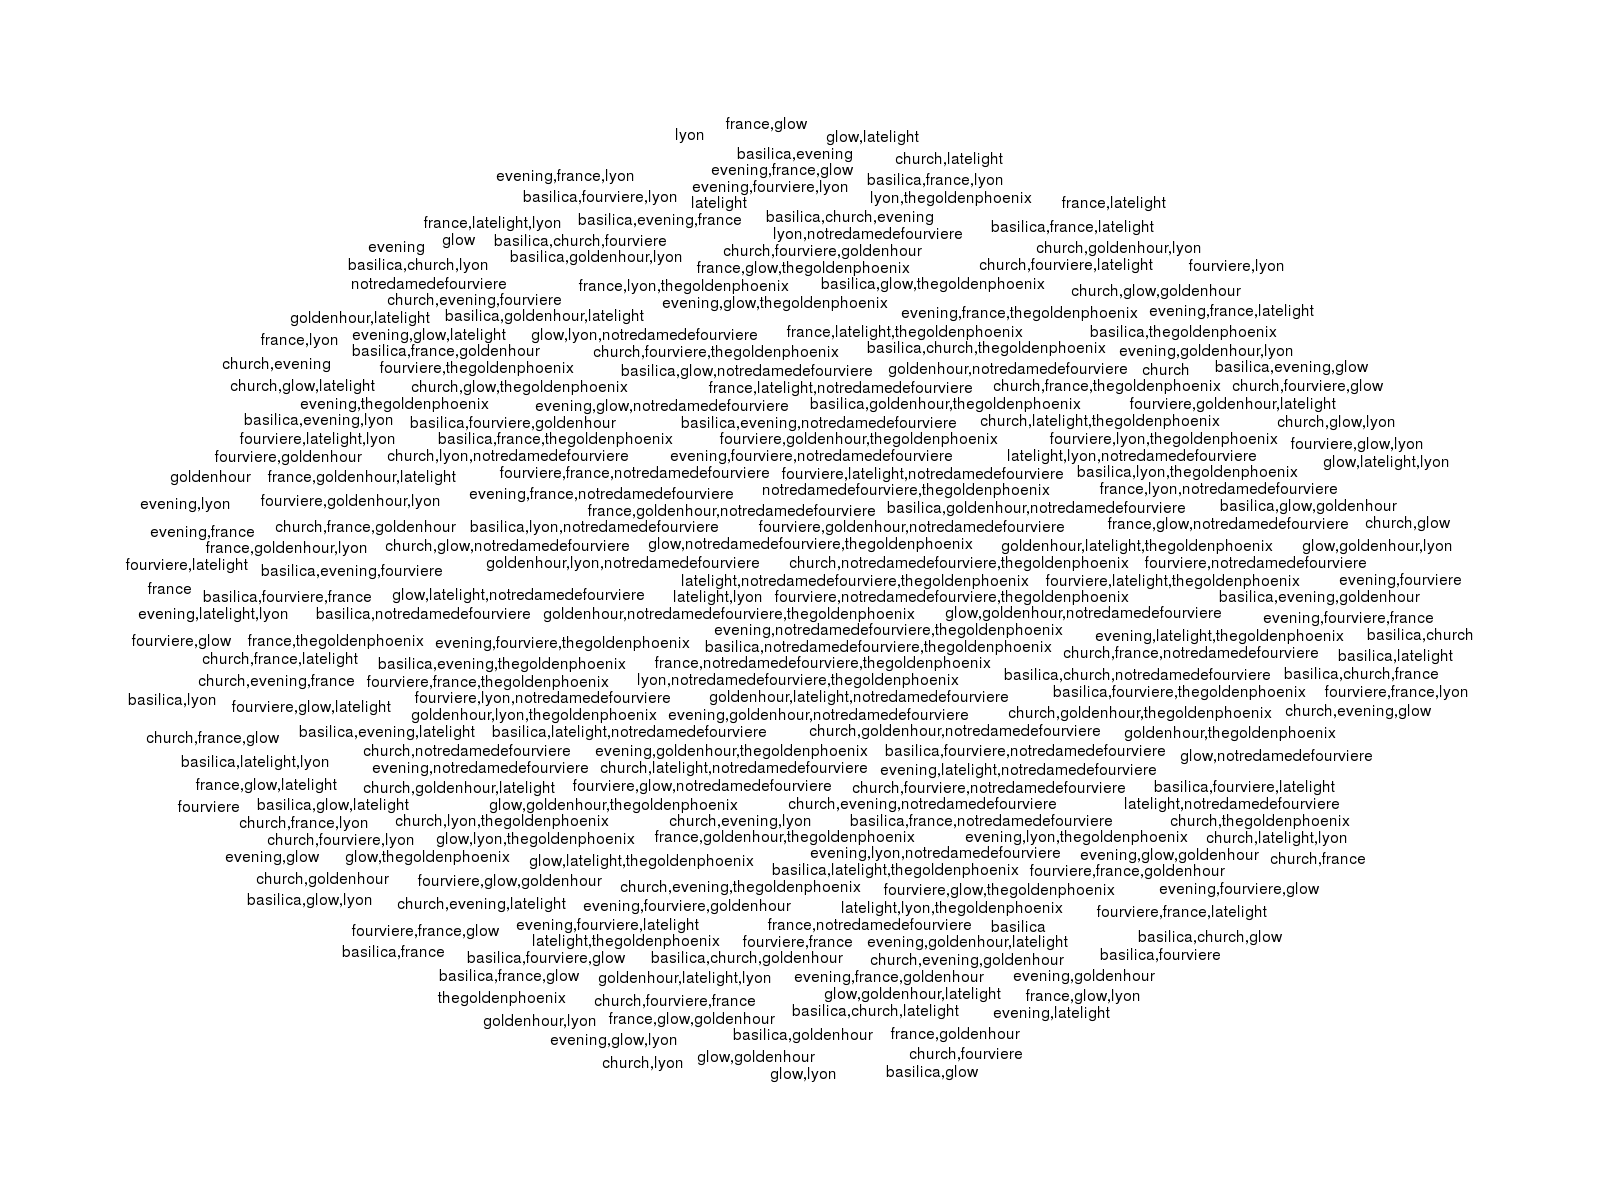 france,glow
lyon
glow,latelight
basilica,evening
church,latelight
evening,france,glow
evening,france,lyon
basilica,france,lyon
evening,fourviere,lyon
basilica,fourviere,lyon
lyon,thegoldenphoenix
latelight
france,latelight
basilica,church,evening
basilica,evening,france
france,latelight,lyon
basilica,france,latelight
lyon,notredamedefourviere
glow
basilica,church,fourviere
evening
church,goldenhour,lyon
church,fourviere,goldenhour
basilica,goldenhour,lyon
basilica,church,lyon
church,fourviere,latelight
fourviere,lyon
france,glow,thegoldenphoenix
notredamedefourviere
france,lyon,thegoldenphoenix
basilica,glow,thegoldenphoenix
church,glow,goldenhour
church,evening,fourviere
evening,glow,thegoldenphoenix
evening,france,thegoldenphoenix
evening,france,latelight
goldenhour,latelight
basilica,goldenhour,latelight
france,latelight,thegoldenphoenix
basilica,thegoldenphoenix
evening,glow,latelight
glow,lyon,notredamedefourviere
france,lyon
basilica,france,goldenhour
church,fourviere,thegoldenphoenix
basilica,church,thegoldenphoenix
evening,goldenhour,lyon
church,evening
fourviere,thegoldenphoenix
basilica,glow,notredamedefourviere
goldenhour,notredamedefourviere
church
basilica,evening,glow
church,glow,latelight
church,glow,thegoldenphoenix
france,latelight,notredamedefourviere
church,france,thegoldenphoenix
church,fourviere,glow
evening,thegoldenphoenix
evening,glow,notredamedefourviere
basilica,goldenhour,thegoldenphoenix
fourviere,goldenhour,latelight
basilica,evening,lyon
basilica,fourviere,goldenhour
basilica,evening,notredamedefourviere
church,latelight,thegoldenphoenix
church,glow,lyon
fourviere,latelight,lyon
basilica,france,thegoldenphoenix
fourviere,goldenhour,thegoldenphoenix
fourviere,lyon,thegoldenphoenix
fourviere,glow,lyon
fourviere,goldenhour
church,lyon,notredamedefourviere
evening,fourviere,notredamedefourviere
latelight,lyon,notredamedefourviere
glow,latelight,lyon
goldenhour
france,goldenhour,latelight
fourviere,france,notredamedefourviere
fourviere,latelight,notredamedefourviere
basilica,lyon,thegoldenphoenix
evening,lyon
fourviere,goldenhour,lyon
evening,france,notredamedefourviere
notredamedefourviere,thegoldenphoenix
france,lyon,notredamedefourviere
france,goldenhour,notredamedefourviere
basilica,goldenhour,notredamedefourviere
basilica,glow,goldenhour
evening,france
church,france,goldenhour
basilica,lyon,notredamedefourviere
fourviere,goldenhour,notredamedefourviere
france,glow,notredamedefourviere
church,glow
france,goldenhour,lyon
church,glow,notredamedefourviere
glow,notredamedefourviere,thegoldenphoenix
goldenhour,latelight,thegoldenphoenix
glow,goldenhour,lyon
fourviere,latelight
basilica,evening,fourviere
goldenhour,lyon,notredamedefourviere
church,notredamedefourviere,thegoldenphoenix
fourviere,notredamedefourviere
latelight,notredamedefourviere,thegoldenphoenix
fourviere,latelight,thegoldenphoenix
evening,fourviere
france
basilica,fourviere,france
glow,latelight,notredamedefourviere
latelight,lyon
fourviere,notredamedefourviere,thegoldenphoenix
basilica,evening,goldenhour
evening,latelight,lyon
basilica,notredamedefourviere
goldenhour,notredamedefourviere,thegoldenphoenix
glow,goldenhour,notredamedefourviere
evening,fourviere,france
evening,notredamedefourviere,thegoldenphoenix
fourviere,glow
france,thegoldenphoenix
evening,fourviere,thegoldenphoenix
evening,latelight,thegoldenphoenix
basilica,church
basilica,notredamedefourviere,thegoldenphoenix
church,france,notredamedefourviere
basilica,latelight
church,france,latelight
basilica,evening,thegoldenphoenix
france,notredamedefourviere,thegoldenphoenix
church,evening,france
fourviere,france,thegoldenphoenix
lyon,notredamedefourviere,thegoldenphoenix
basilica,church,notredamedefourviere
basilica,church,france
basilica,lyon
fourviere,lyon,notredamedefourviere
goldenhour,latelight,notredamedefourviere
basilica,fourviere,thegoldenphoenix
fourviere,france,lyon
fourviere,glow,latelight
goldenhour,lyon,thegoldenphoenix
evening,goldenhour,notredamedefourviere
church,goldenhour,thegoldenphoenix
church,evening,glow
church,france,glow
basilica,evening,latelight
basilica,latelight,notredamedefourviere
church,goldenhour,notredamedefourviere
goldenhour,thegoldenphoenix
church,notredamedefourviere
evening,goldenhour,thegoldenphoenix
basilica,fourviere,notredamedefourviere
glow,notredamedefourviere
basilica,latelight,lyon
evening,notredamedefourviere
church,latelight,notredamedefourviere
evening,latelight,notredamedefourviere
france,glow,latelight
church,goldenhour,latelight
fourviere,glow,notredamedefourviere
church,fourviere,notredamedefourviere
basilica,fourviere,latelight
fourviere
basilica,glow,latelight
glow,goldenhour,thegoldenphoenix
church,evening,notredamedefourviere
latelight,notredamedefourviere
church,france,lyon
church,lyon,thegoldenphoenix
church,evening,lyon
basilica,france,notredamedefourviere
church,thegoldenphoenix
church,fourviere,lyon
glow,lyon,thegoldenphoenix
france,goldenhour,thegoldenphoenix
evening,lyon,thegoldenphoenix
church,latelight,lyon
evening,glow
glow,thegoldenphoenix
glow,latelight,thegoldenphoenix
evening,lyon,notredamedefourviere
evening,glow,goldenhour
church,france
basilica,latelight,thegoldenphoenix
fourviere,france,goldenhour
church,goldenhour
fourviere,glow,goldenhour
church,evening,thegoldenphoenix
fourviere,glow,thegoldenphoenix
evening,fourviere,glow
basilica,glow,lyon
church,evening,latelight
evening,fourviere,goldenhour
latelight,lyon,thegoldenphoenix
fourviere,france,latelight
fourviere,france,glow
evening,fourviere,latelight
france,notredamedefourviere
basilica
latelight,thegoldenphoenix
fourviere,france
evening,goldenhour,latelight
basilica,church,glow
basilica,france
basilica,fourviere,glow
basilica,church,goldenhour
church,evening,goldenhour
basilica,fourviere
basilica,france,glow
goldenhour,latelight,lyon
evening,france,goldenhour
evening,goldenhour
thegoldenphoenix
church,fourviere,france
glow,goldenhour,latelight
france,glow,lyon
goldenhour,lyon
france,glow,goldenhour
basilica,church,latelight
evening,latelight
evening,glow,lyon
basilica,goldenhour
france,goldenhour
church,lyon
glow,goldenhour
church,fourviere
glow,lyon
basilica,glow